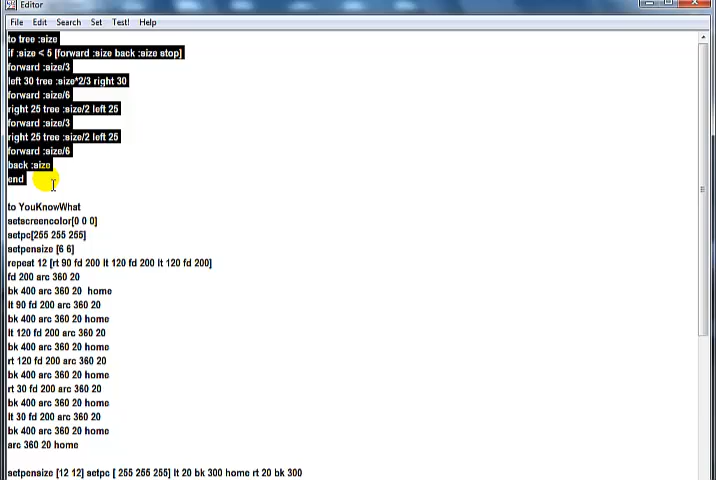 Editor
File Edit Search Set Test! Help
to tree :size
if :size < 5 [forward :size back :size stop]
forward :size/3
left 30 tree :size*2/3 right 30
forward :size/6
right 25 tree :size/2 left 25
forward :size/3
right 25 tree :size/2 left 25
forward :size/6
back :size
end
to YouKnowWhat
setscreencolor[0 0 0]
setpc[255 255 255]
setpensize [6 6]
repeat 12 [rt 90 fd 200 lt 120 fd 200 lt 120 fd 200]
fd 200 arc 360 20
bk 400 arc 360 20  home
lt 90 fd 200 arc 360 20
bk 400 arc 360 20 home
lt 120 fd 200 arc 360 20
bk 400 arc 360 20 home
rt 120 fd 200 arc 360 20
bk 400 arc 360 20 home
rt 30 fd 200 arc 360 20
bk 400 arc 360 20 home
lt 30 fd 200 arc 360 20
bk 400 arc 360 20 home
arc 360 20 home
setpensize [12 12] setpc [ 255 255 255] lt 20 bk 300 home rt 20 bk 300